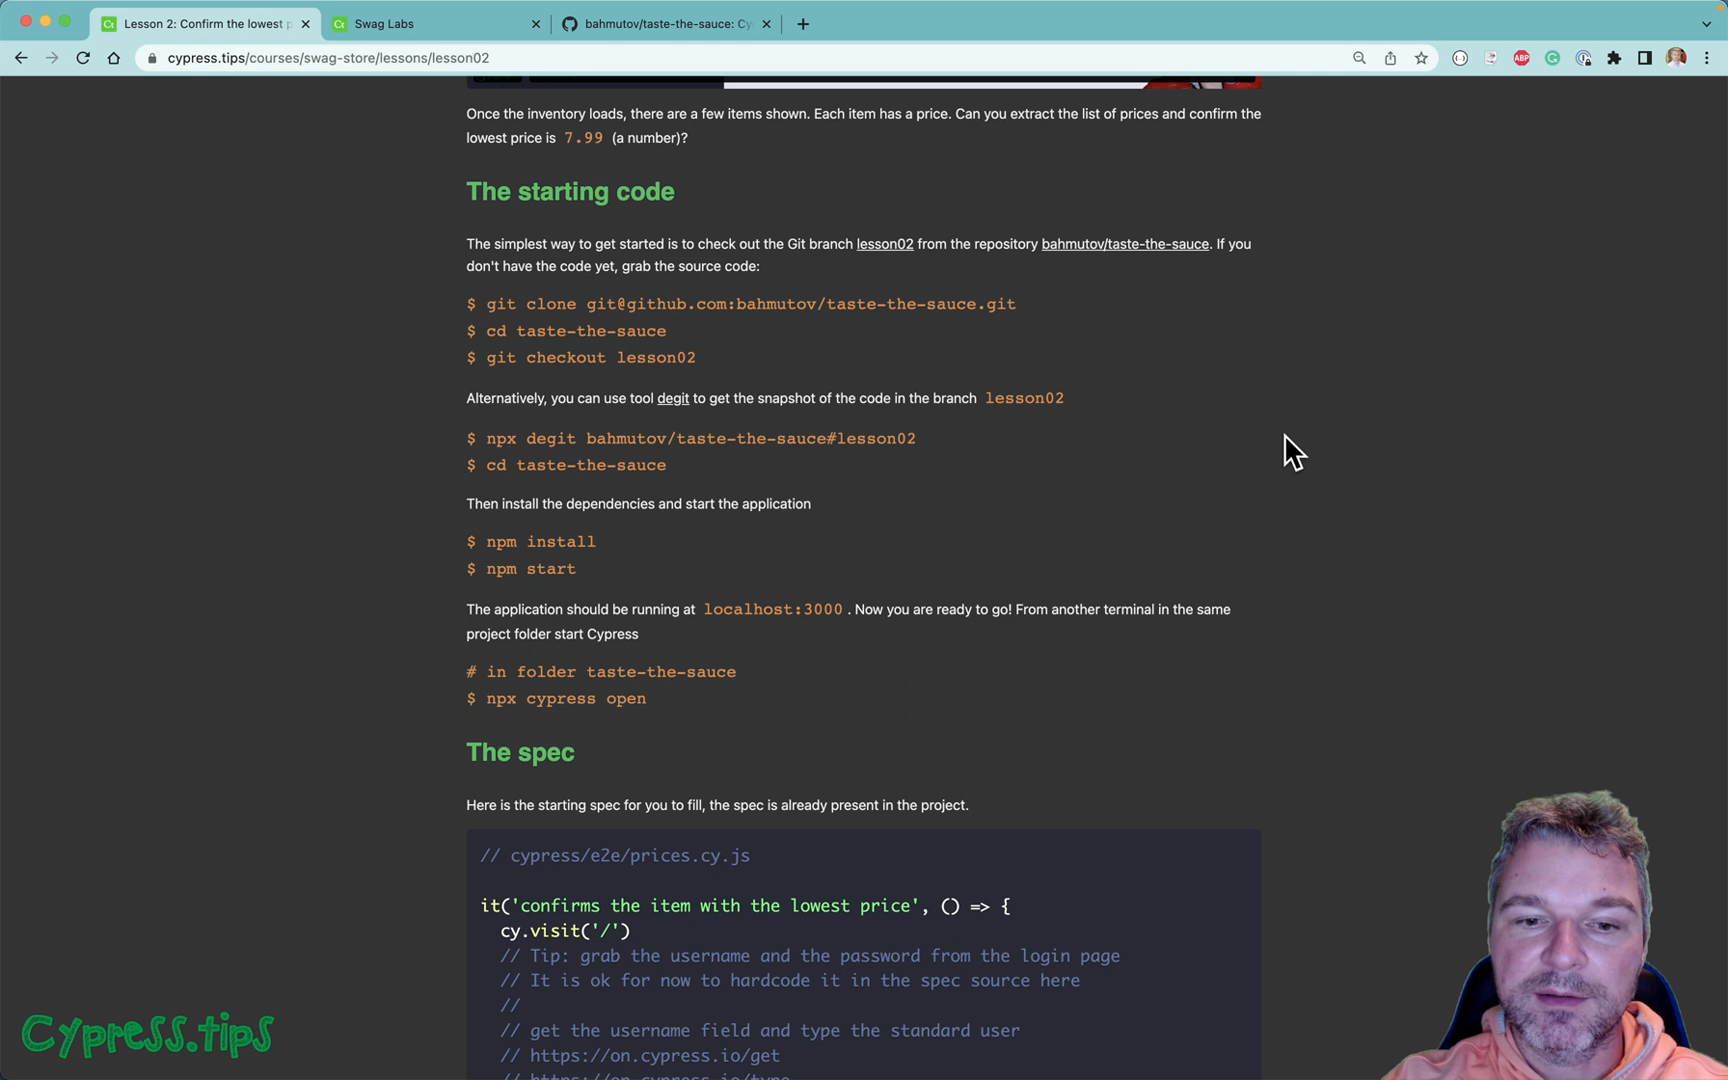 Lesson 2: Confirm the lowest p
Swag Labs
bahmutov/taste-the-sauce: Cy
cypress.tips/courses/swag-store/lessons/lesson02
ABP
Once the inventory loads, there are a few items shown. Each item has a price. Can you extract the list of prices and confirm the
lowest price is 7.99 (a number)?
The starting code
The simplest way to get started is to check out the Git branch lesson02 from the repository bahmutov/taste-the-sauce. If you
don't have the code yet, grab the source code:
$ git clone git@github.com:bahmutov/taste-the-sauce.git
$ cd taste-the-sauce
$ git checkout lesson02
Alternatively, you can use tool degit to get the snapshot of the code in the branch lesson02
$ npx degit bahmutov/taste-the-sauce#lesson02
$ cd taste-the-sauce
Then install the dependencies and start the application
$ npm install
$ npm start
The application should be running at localhost:3000. Now you are ready to go! From another terminal in the same
project folder start Cypress
# in folder taste-the-sauce
$ npx cypress open
The spec
Here is the starting spec for you to fill, the spec is already present in the project.
// cypress/e2e/prices.cy.js
it('confirms the item with the lowest price', () => {
cy.visit('/')
// Tip: grab the username and the password from the login page
// It is ok for now to hardcode it in the spec source here
//
// get the username field and type the standard user
// https://on.cypress.io/get
// https://on.cypress.io/type
Cypress.tips